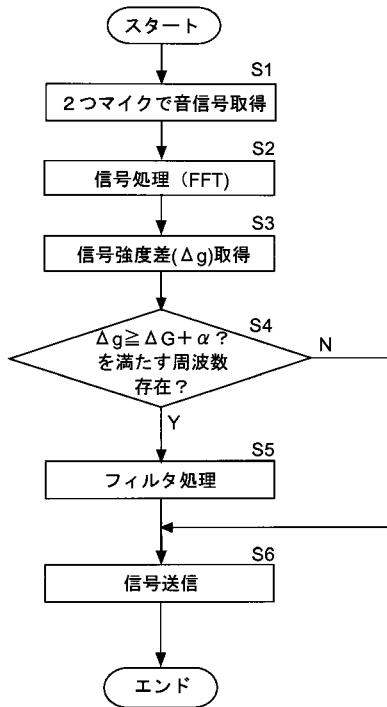 スタート
S1
2つマイクで音信号取得
S2
信号処理（FFT）
S3
信号強度差(Δg)取得
S4
Δg≧ΔG＋α？
を満たす周波数
存在？
N
Y
S5
フィルタ処理
S6
信号送信
エンド